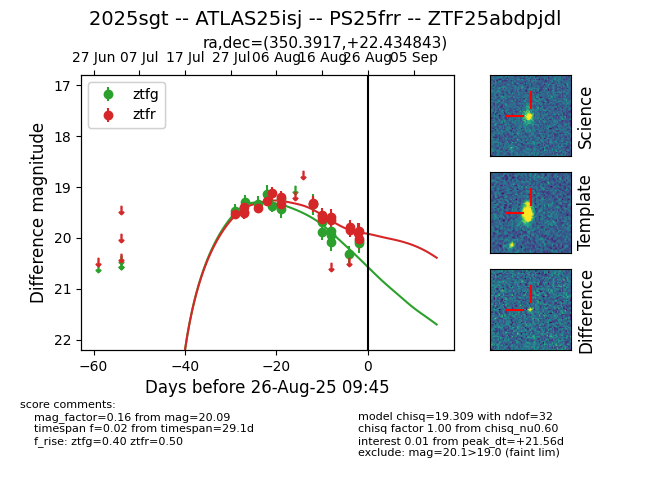 2025sgt -- ATLAS25isj -- PS25frr -- ZTF25abdpjdl
ra,dec=(350.3917,+22.434843)
27 Jun 07 Jul 17 Jul 27 Jul 06 Aug 16 Aug 26 Aug 05 Sep
ztfg
ztfr
17
18
19
20
21
22
Difference magnitude
−60 −40 −20 0
Days before 26-Aug-25 09:45
Science
Template
Difference
score comments:
mag_factor=0.16 from mag=20.09
timespan f=0.02 from timespan=29.1d
f_rise: ztfg=0.40 ztfr=0.50
model chisq=19.309 with ndof=32
chisq factor 1.00 from chisq_nu0.60
interest 0.01 from peak_dt=+21.56d
exclude: mag=20.1>19.0 (faint lim)